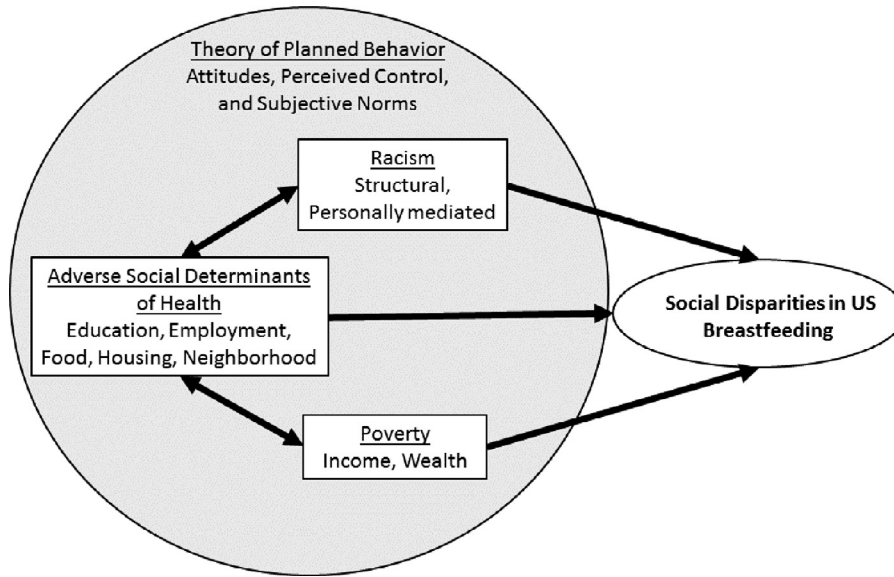 Theory of Planned Behavior
Attitudes, Perceived Control,
and Subjective Norms
Racism
Structural,
Personally mediated
Adverse Social Determinants
of Health
Education, Employment,
Food, Housing, Neighborhood
Social Disparities in US
Breastfeeding
Poverty
Income, Wealth